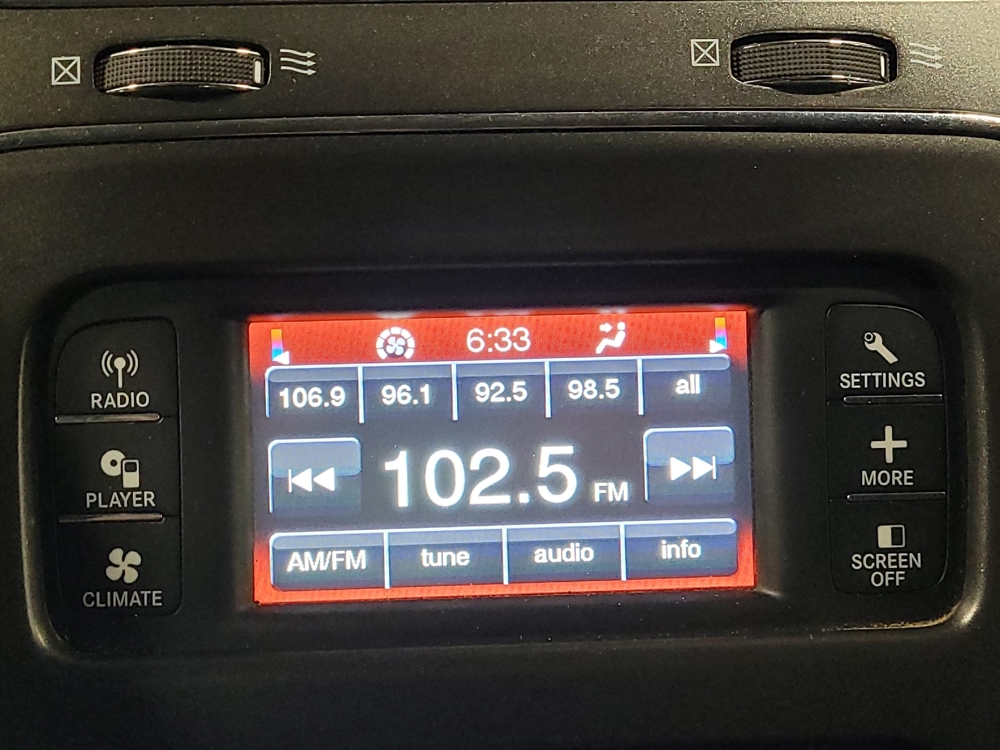 6:33
106.9 96.1 92.5 98.5 all
102.5 FM
AM/FM tune audio info
RADIO
PLAYER
CLIMATE
SETTINGS
MORE
SCREEN
OFF